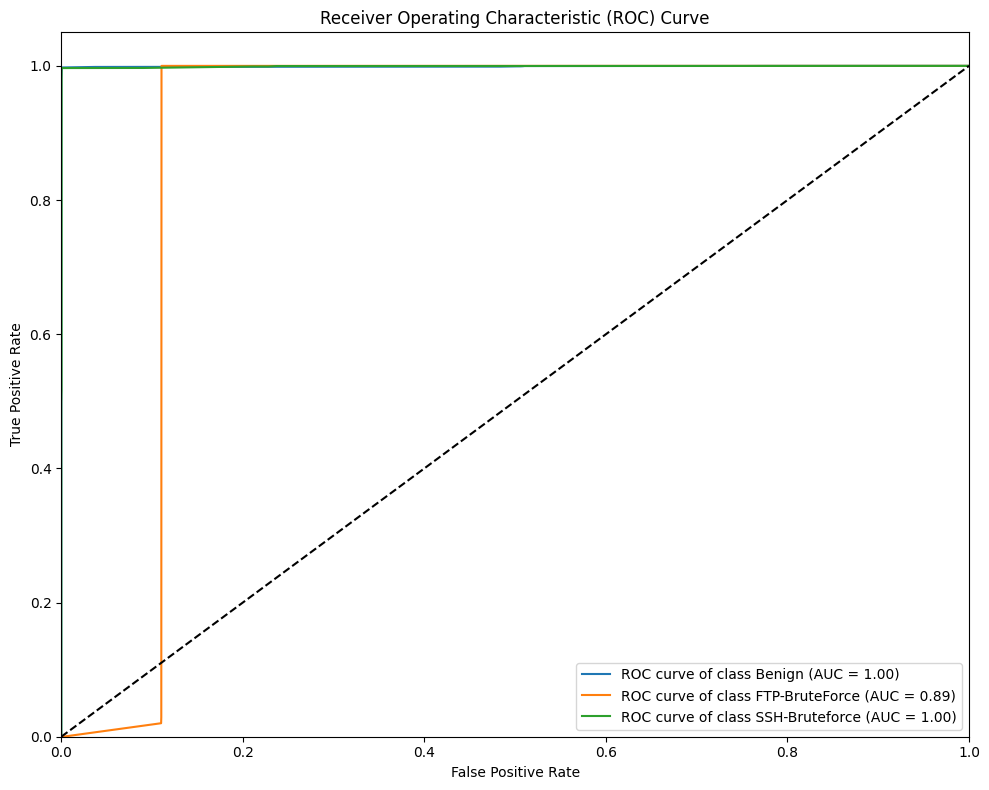 Receiver Operating Characteristic (ROC) Curve
1.0
0.8
0.6
0.4
0.2
0.0
True Positive Rate
0.0 0.2 0.4 0.6 0.8 1.0
False Positive Rate
ROC curve of class Benign (AUC = 1.00)
ROC curve of class FTP-BruteForce (AUC = 0.89)
ROC curve of class SSH-Bruteforce (AUC = 1.00)